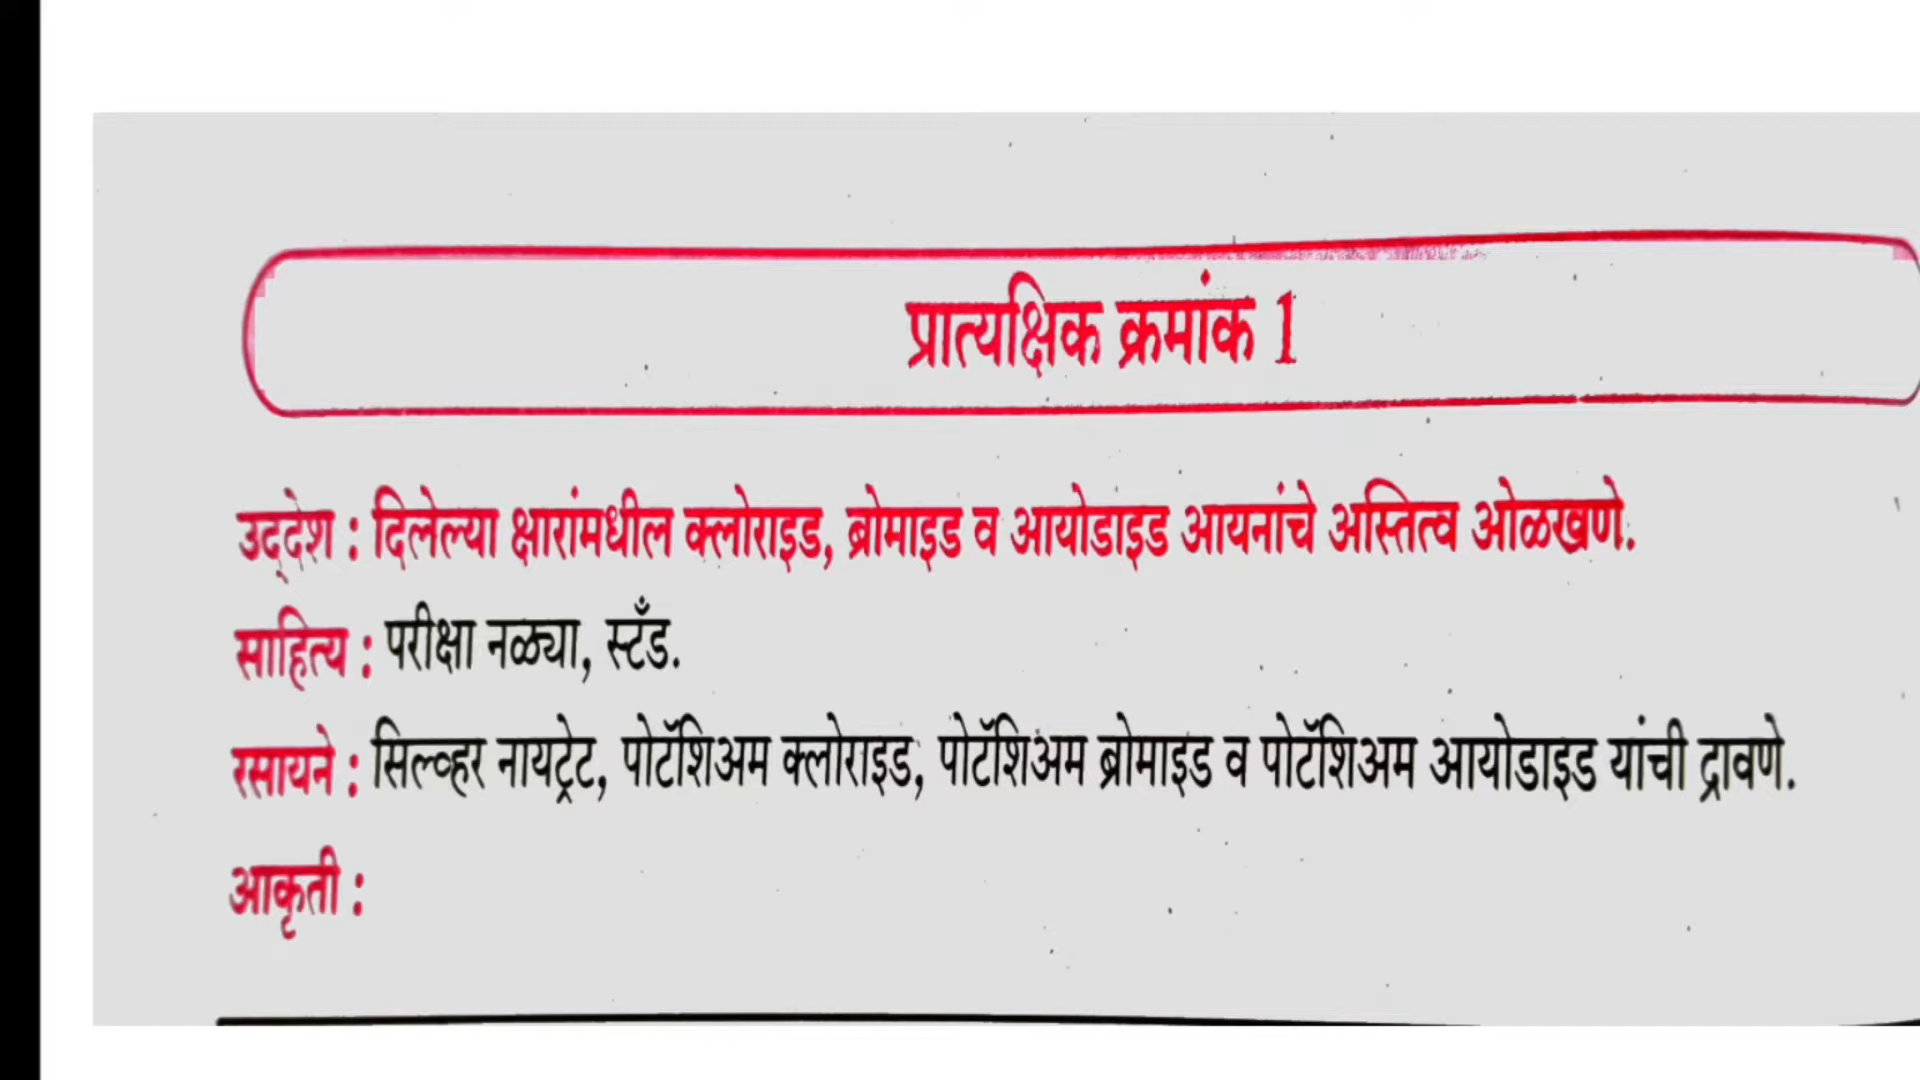 प्रात्यक्षिक क्रमांक 1
उद्‌देश : दिलेल्या क्षारांमधील क्लोराइड, ब्रोमाइड व आयोडाइड आयनांचे अस्तित्व ओळखणे.
साहित्य : परीक्षा नळ्या, स्टँड.
रसायने : सिल्व्हर नायट्रेट, पोटॅशिअम क्लोराइड, पोटॅशिअम ब्रोमाइड व पोटॅशिअम आयोडाइड यांची द्रावणे.
आकृती :